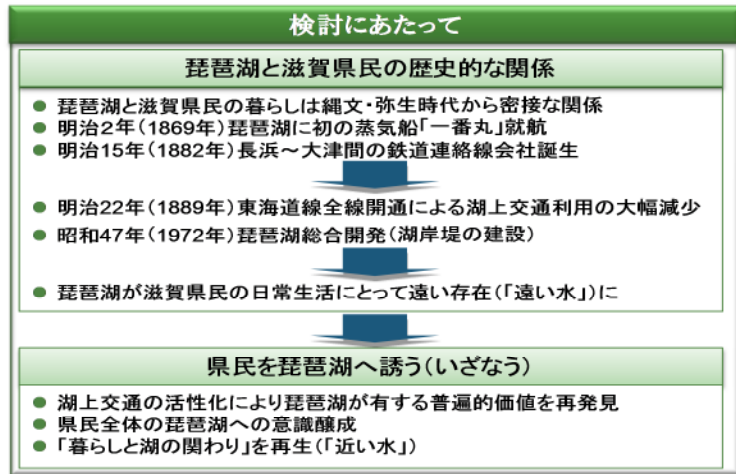 検討にあたって
琵琶湖と滋賀県民の歴史的な関係
● 琵琶湖と滋賀県民の暮らしは縄文・弥生時代から密接な関係
● 明治2年(1869年)琵琶湖に初の蒸気船「一番丸」就航
● 明治15年(1882年)長浜～大津間の鉄道連絡線会社誕生
● 明治22年(1889年)東海道線全線開通による湖上交通利用の大幅減少
● 昭和47年(1972年)琵琶湖総合開発(湖岸堤の建設)
● 琵琶湖が滋賀県民の日常生活にとって遠い存在(「遠い水」)に
県民を琵琶湖へ誘う(いざなう)
● 湖上交通の活性化により琵琶湖が有する普遍的価値を再発見
● 県民全体の琵琶湖への意識醸成
● 「暮らしと湖の関わり」を再生(「近い水」)